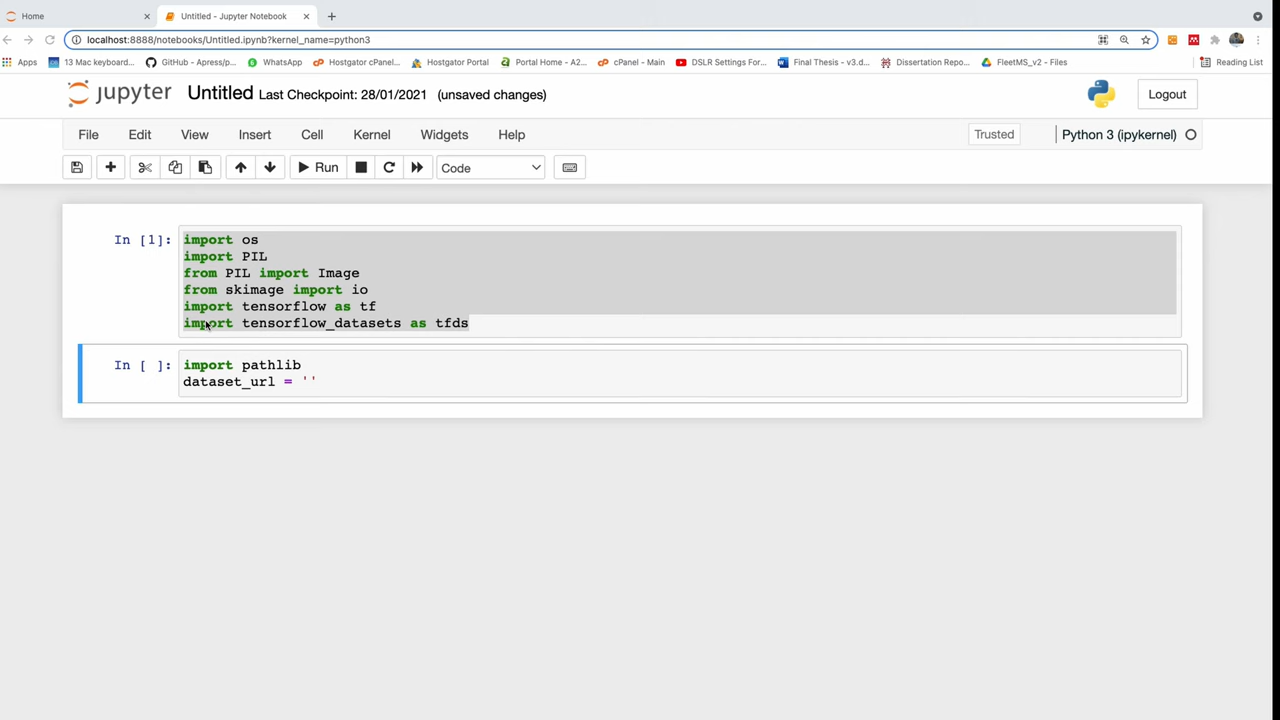 Home
Untitled - Jupyter Notebook
localhost:8888/notebooks/Untitled.ipynb?kernel_name=python3
Apps 13 Mac keyboard... GitHub - Apress/p... WhatsApp Hostgator cPanel... Hostgator Portal Portal Home - A2... cPanel - Main DSLR Settings For... Final Thesis - v3.d... Dissertation Repo... FleetMS_v2 - Files Reading List
jupyter Untitled Last Checkpoint: 28/01/2021 (unsaved changes) Logout
File Edit View Insert Cell Kernel Widgets Help Trusted Python 3 (ipykernel)
Run Code
In [1]: import os
import PIL
from PIL import Image
from skimage import io
import tensorflow as tf
import tensorflow_datasets as tfds
In [ ]: import pathlib
dataset_url = ''